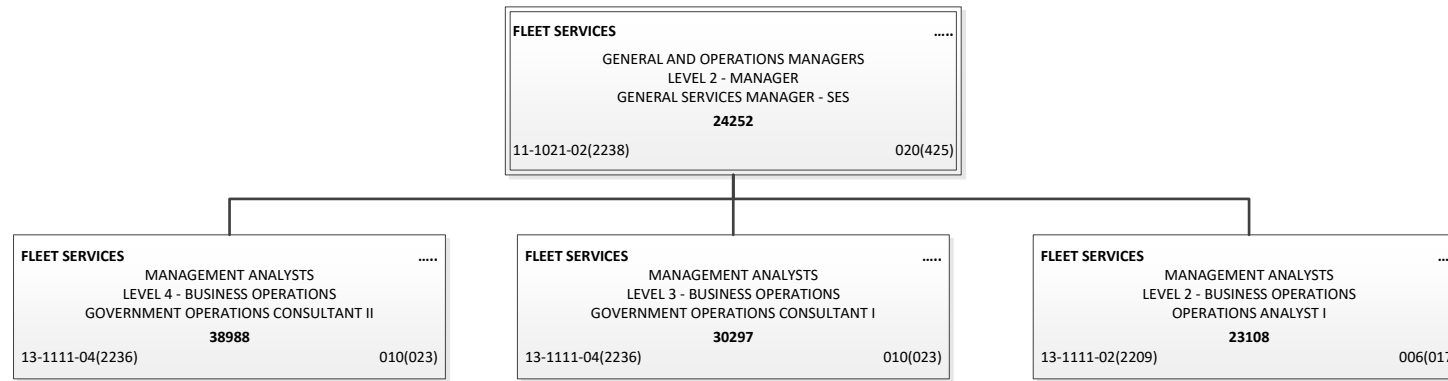 FLEET SERVICES .....
GENERAL AND OPERATIONS MANAGERS
LEVEL 2 - MANAGER
GENERAL SERVICES MANAGER - SES
24252
11-1021-02(2238) 020(425)
FLEET SERVICES .....
MANAGEMENT ANALYSTS
LEVEL 4 - BUSINESS OPERATIONS
GOVERNMENT OPERATIONS CONSULTANT II
38988
13-1111-04(2236) 010(023)
FLEET SERVICES .....
MANAGEMENT ANALYSTS
LEVEL 3 - BUSINESS OPERATIONS
GOVERNMENT OPERATIONS CONSULTANT I
30297
13-1111-04(2236) 010(023)
FLEET SERVICES ...
MANAGEMENT ANALYSTS
LEVEL 2 - BUSINESS OPERATIONS
OPERATIONS ANALYST I
23108
13-1111-02(2209) 006(017